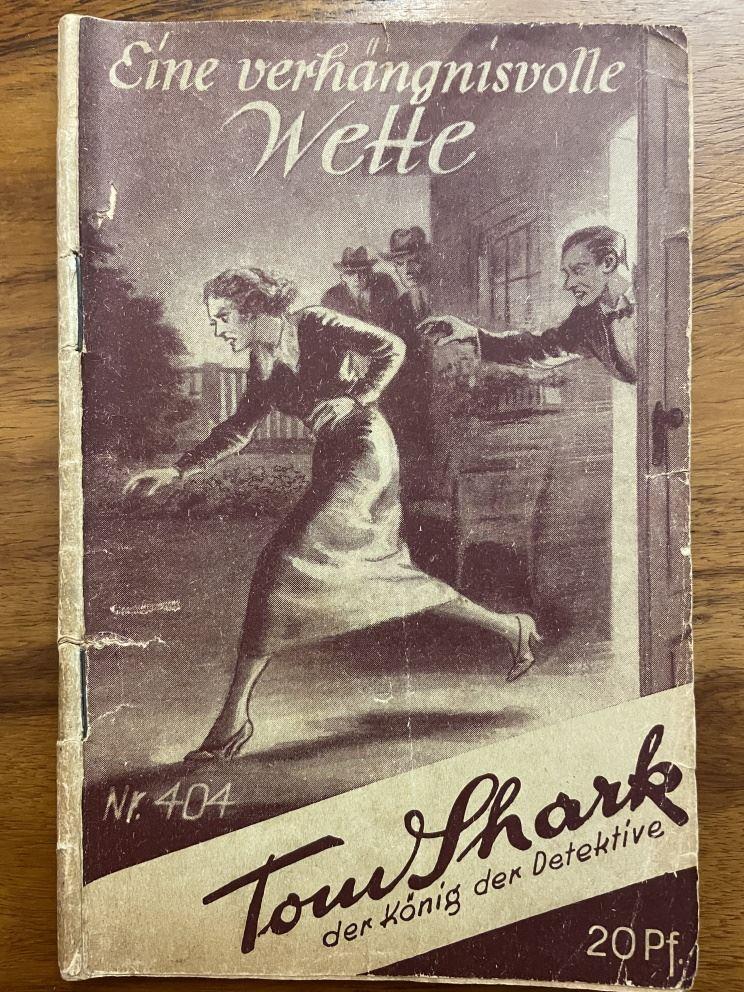 Eine verhängnisvolle
Wette
Nr. 404
Tom Shark
der König der Detektive
20 Pf.